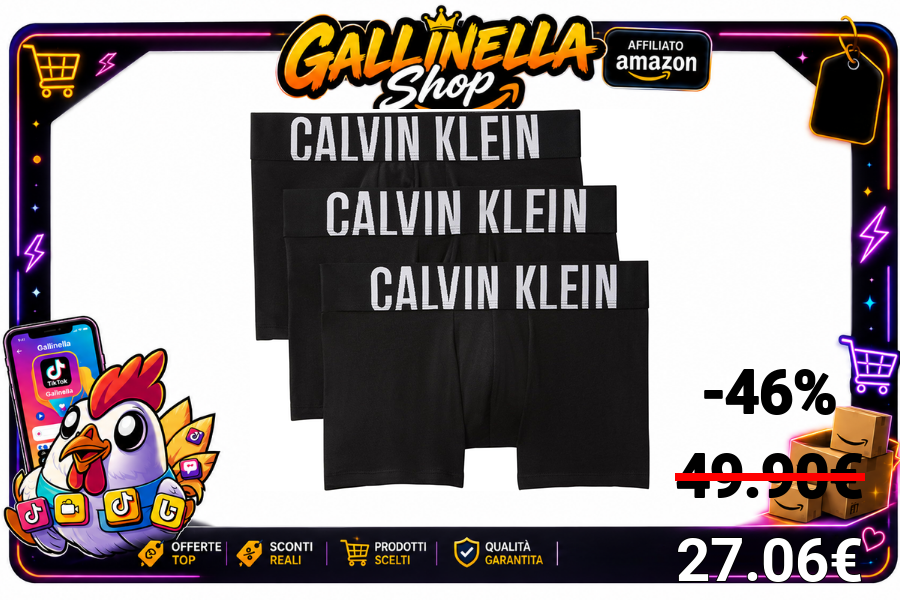 GALLINELLA
Shop
AFFILIATO
amazon
CALVIN KLEIN
CALVIN KLEIN
CALVIN KLEIN
Gallinella
TikTok
Gallinella
-46%
49.90€
27.06€
OFFERTE
TOP
SCONTI
REALI
PRODOTTI
SCELTI
QUALITÀ
GARANTITA